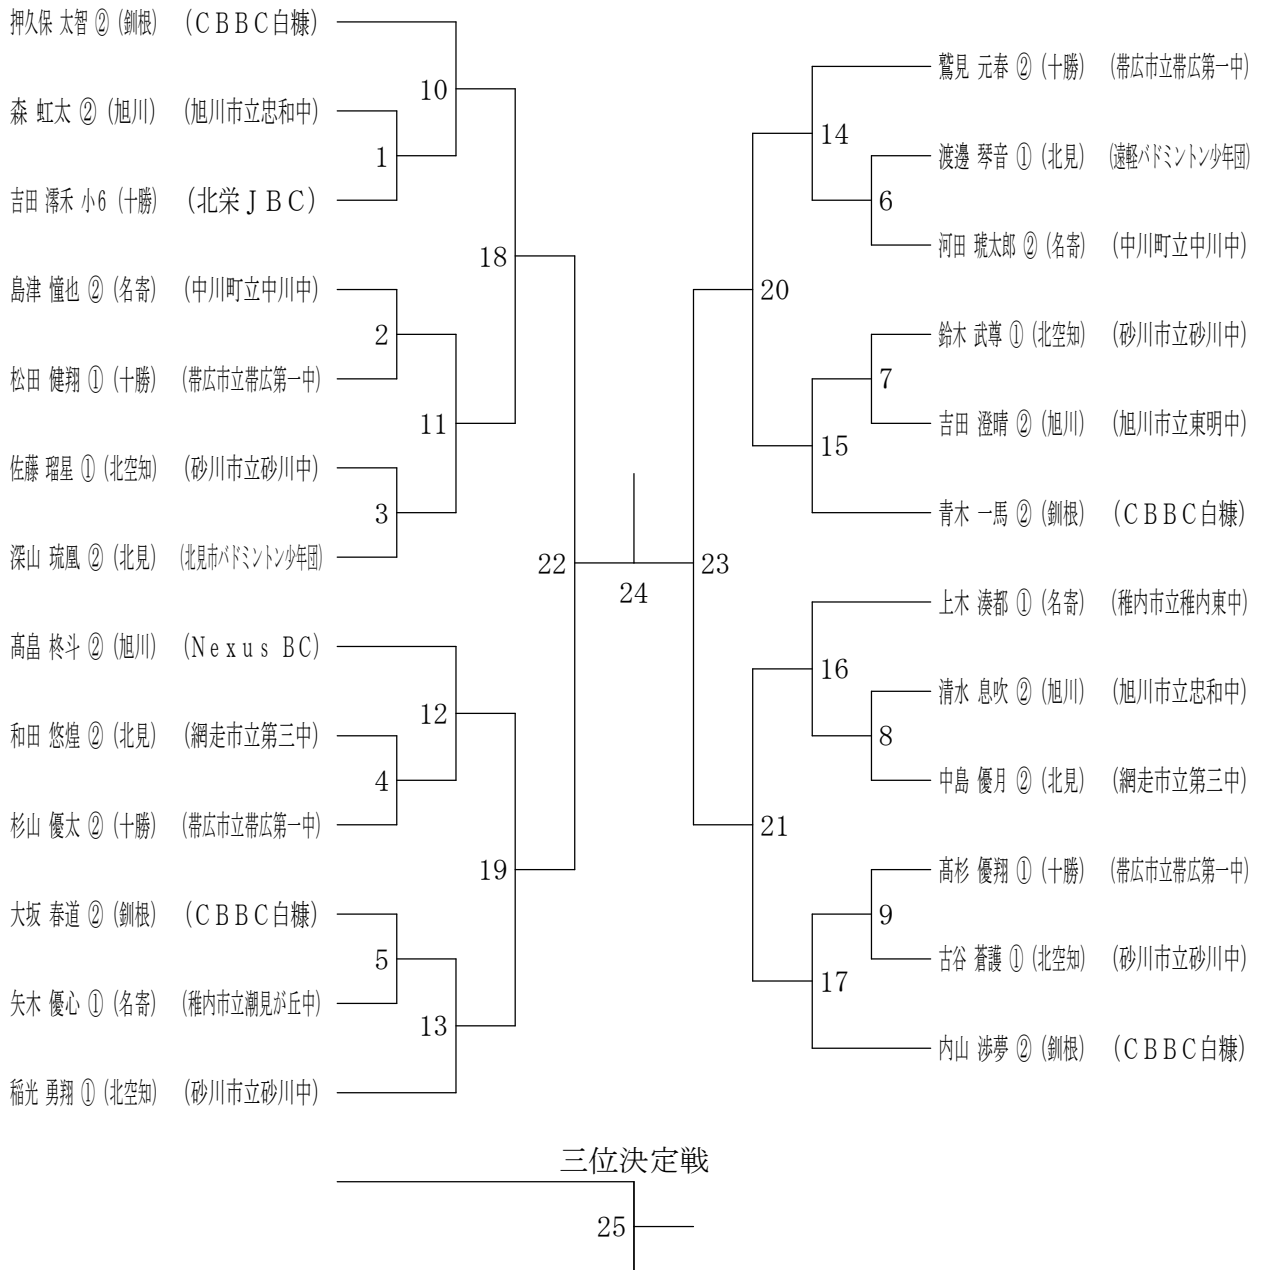 押久保 太智 ② (釧根) (ＣＢＢＣ白糠)
森 虹太 ② (旭川) (旭川市立忠和中)
吉田 澪禾 小6 (十勝) (北栄ＪＢＣ)
島津 憧也 ② (名寄) (中川町立中川中)
松田 健翔 ① (十勝) (帯広市立帯広第一中)
佐藤 瑠星 ① (北空知) (砂川市立砂川中)
深山 琉凰 ② (北見) (北見市バドミントン少年団)
髙畠 柊斗 ② (旭川) (Ｎｅｘｕｓ ＢＣ)
和田 悠煌 ② (北見) (網走市立第三中)
杉山 優太 ② (十勝) (帯広市立帯広第一中)
大坂 春道 ② (釧根) (ＣＢＢＣ白糠)
矢木 優心 ① (名寄) (稚内市立潮見が丘中)
稲光 勇翔 ① (北空知) (砂川市立砂川中)
10
1
18
2
11
3
22
12
4
19
5
13
24
鷲見 元春 ② (十勝) (帯広市立帯広第一中)
渡邊 琴音 ① (北見) (遠軽バドミントン少年団)
河田 琥太郎 ② (名寄) (中川町立中川中)
鈴木 武尊 ① (北空知) (砂川市立砂川中)
吉田 澄晴 ② (旭川) (旭川市立東明中)
青木 一馬 ② (釧根) (ＣＢＢＣ白糠)
上木 湊都 ① (名寄) (稚内市立稚内東中)
清水 息吹 ② (旭川) (旭川市立忠和中)
中島 優月 ② (北見) (網走市立第三中)
髙杉 優翔 ① (十勝) (帯広市立帯広第一中)
古谷 蒼護 ① (北空知) (砂川市立砂川中)
内山 渉夢 ② (釧根) (ＣＢＢＣ白糠)
14
6
20
7
15
23
16
8
21
9
17
三位決定戦
25